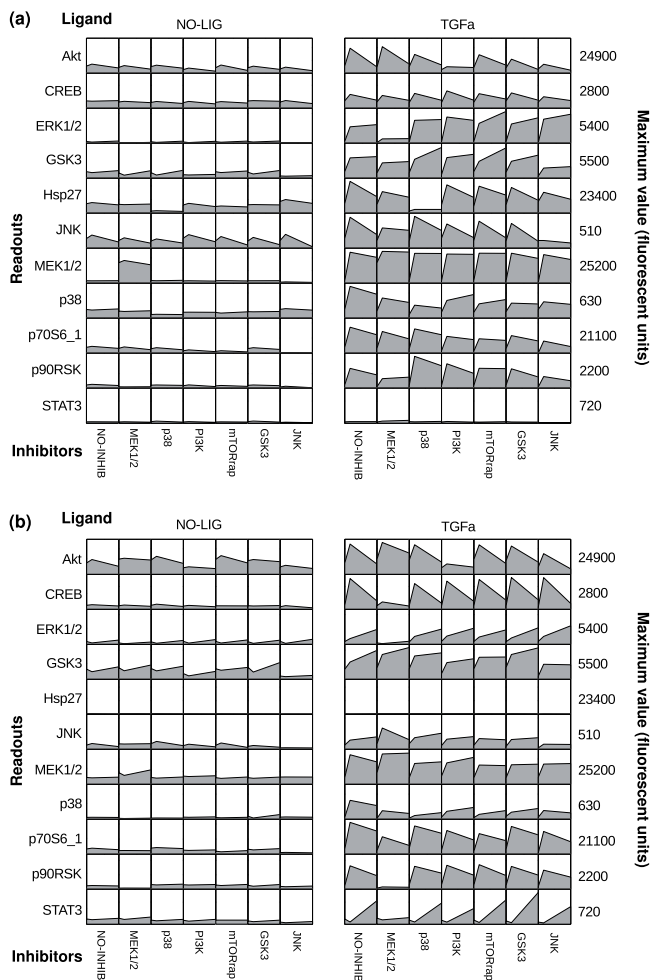 (a) Ligand
NO-LIG TGFa
Akt 24900
CREB 2800
ERK1/2 5400
GSK3 5500
Hsp27 23400
JNK 510
MEK1/2 25200
p38 630
p70S6_1 21100
p90RSK 2200
STAT3 720
Readouts
Maximum value (fluorescent units)
Inhibitors
NO-INHIB MEK1/2 p38 PI3K mTORrap GSK3 JNK NO-INHIB MEK1/2 p38 PI3K mTORrap GSK3 JNK
(b) Ligand
NO-LIG TGFa
Akt 24900
CREB 2800
ERK1/2 5400
GSK3 5500
Hsp27 23400
JNK 510
MEK1/2 25200
p38 630
p70S6_1 21100
p90RSK 2200
STAT3 720
Readouts
Maximum value (fluorescent units)
Inhibitors
NO-INHIB MEK1/2 p38 PI3K mTORrap GSK3 JNK NO-INHIB MEK1/2 p38 PI3K mTORrap GSK3 JNK